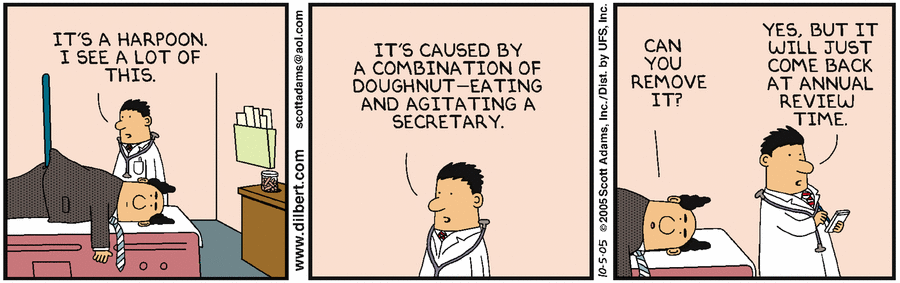 IT'S A HARPOON.
I SEE A LOT OF
THIS.
scottadams@aol.com
www.dilbert.com
IT'S CAUSED BY
A COMBINATION OF
DOUGHNUT-EATING
AND AGITATING A
SECRETARY.
10-5-05 ©2005 Scott Adams, Inc./Dist. by UFS, Inc.
CAN
YOU
REMOVE
IT?
YES, BUT IT
WILL JUST
COME BACK
AT ANNUAL
REVIEW
TIME.